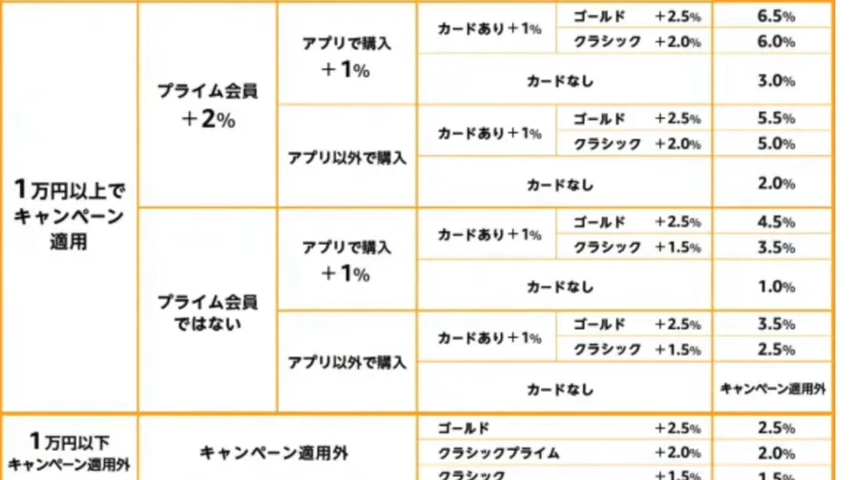 1万円以上で
キャンペーン
適用
プライム会員
+2%
アプリで購入
+1%
カードあり+1%
ゴールド +2.5% 6.5%
クラシック +2.0% 6.0%
カードなし 3.0%
アプリ以外で購入
カードあり+1%
ゴールド +2.5% 5.5%
クラシック +2.0% 5.0%
カードなし 2.0%
プライム会員
ではない
アプリで購入
+1%
カードあり+1%
ゴールド +2.5% 4.5%
クラシック +1.5% 3.5%
カードなし 1.0%
アプリ以外で購入
カードあり+1%
ゴールド +2.5% 3.5%
クラシック +1.5% 2.5%
カードなし キャンペーン適用外
1万円以下
キャンペーン適用外
キャンペーン適用外
ゴールド +2.5% 2.5%
クラシックプライム +2.0% 2.0%
クラシック +1.5% 1.5%